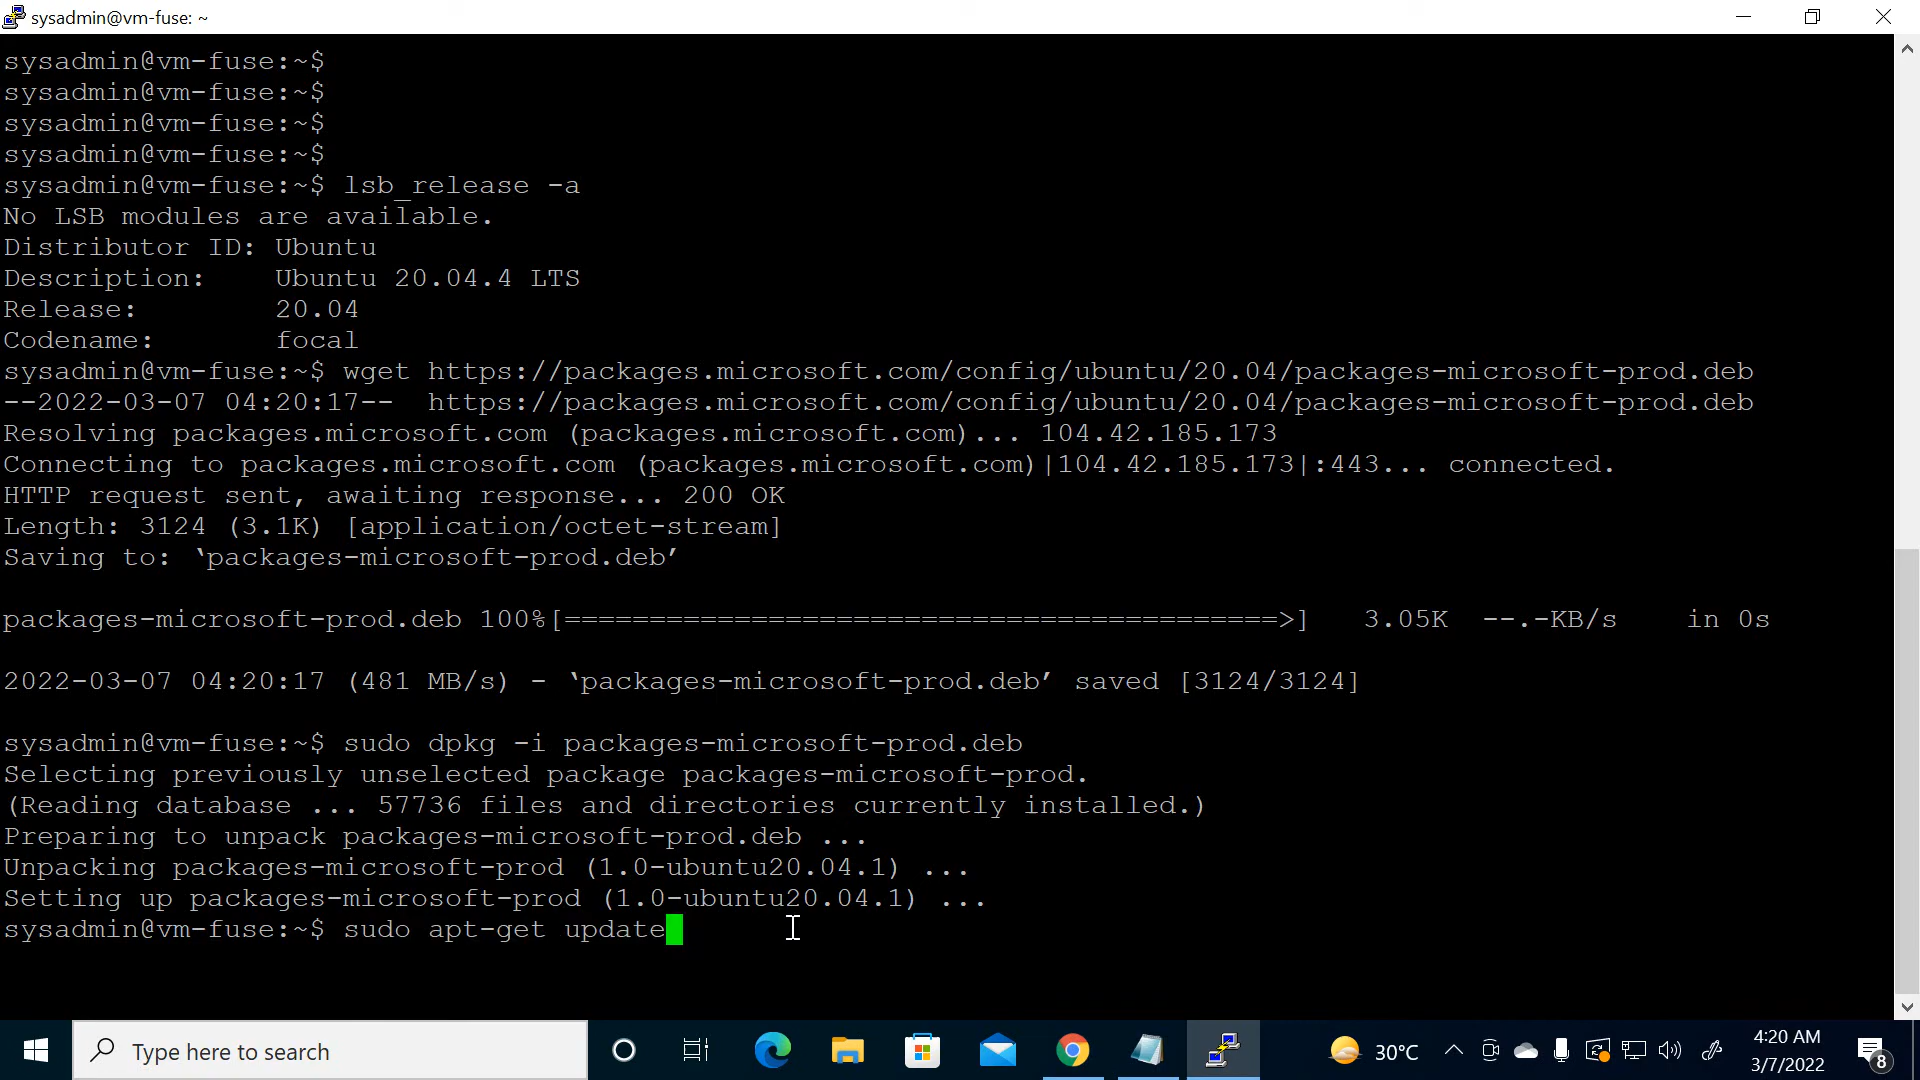 sysadmin@vm-fuse: ~
sysadmin@vm-fuse:~$
sysadmin@vm-fuse:~$
sysadmin@vm-fuse:~$
sysadmin@vm-fuse:~$
sysadmin@vm-fuse:~$ lsb_release -a
No LSB modules are available.
Distributor ID: Ubuntu
Description:    Ubuntu 20.04.4 LTS
Release:        20.04
Codename:       focal
sysadmin@vm-fuse:~$ wget https://packages.microsoft.com/config/ubuntu/20.04/packages-microsoft-prod.deb
--2022-03-07 04:20:17--  https://packages.microsoft.com/config/ubuntu/20.04/packages-microsoft-prod.deb
Resolving packages.microsoft.com (packages.microsoft.com)... 104.42.185.173
Connecting to packages.microsoft.com (packages.microsoft.com)|104.42.185.173|:443... connected.
HTTP request sent, awaiting response... 200 OK
Length: 3124 (3.1K) [application/octet-stream]
Saving to: ‘packages-microsoft-prod.deb’
packages-microsoft-prod.deb 100%[==========================================>]   3.05K  --.-KB/s    in 0s
2022-03-07 04:20:17 (481 MB/s) - ‘packages-microsoft-prod.deb’ saved [3124/3124]
sysadmin@vm-fuse:~$ sudo dpkg -i packages-microsoft-prod.deb
Selecting previously unselected package packages-microsoft-prod.
(Reading database ... 57736 files and directories currently installed.)
Preparing to unpack packages-microsoft-prod.deb ...
Unpacking packages-microsoft-prod (1.0-ubuntu20.04.1) ...
Setting up packages-microsoft-prod (1.0-ubuntu20.04.1) ...
sysadmin@vm-fuse:~$ sudo apt-get update
Type here to search
30°C
4:20 AM
3/7/2022
8